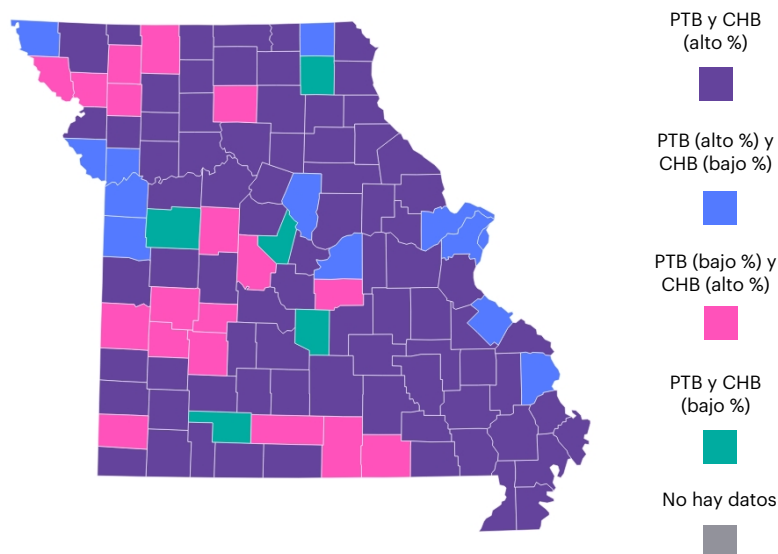 PTB y CHB
(alto %)
PTB (alto %) y
CHB (bajo %)
PTB (bajo %) y
CHB (alto %)
PTB y CHB
(bajo %)
No hay datos